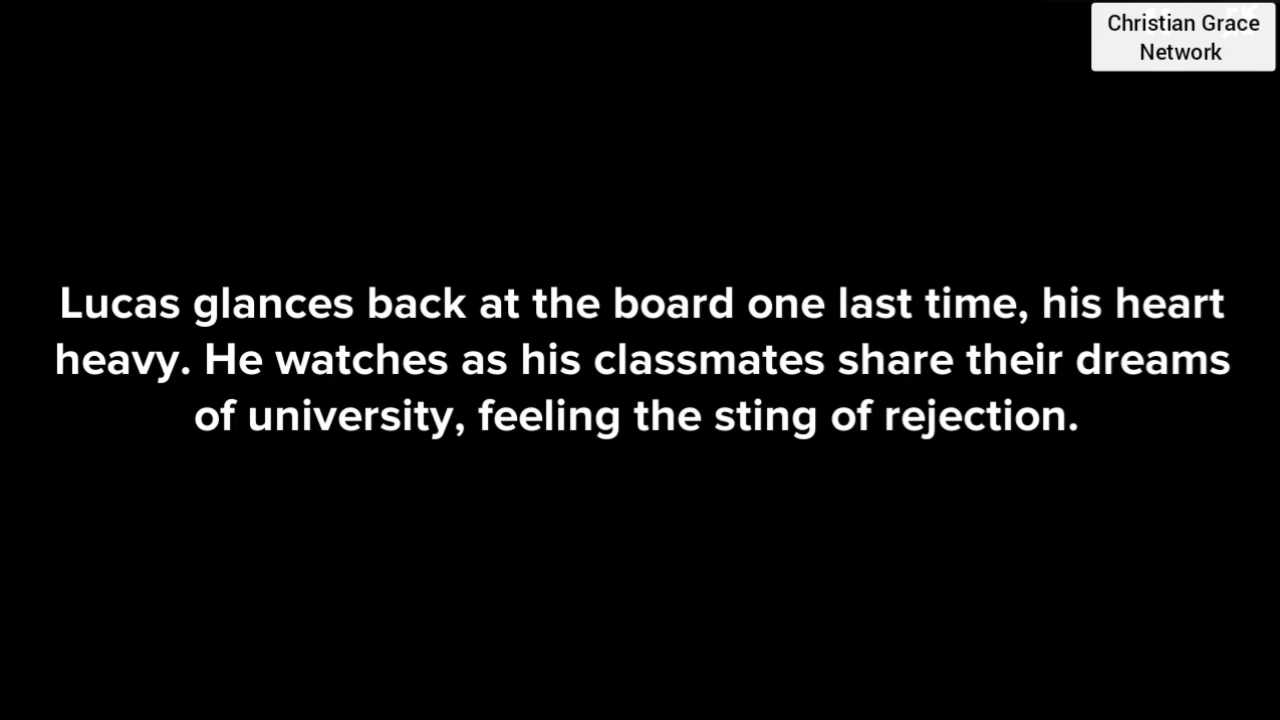 Christian Grace
Network
Lucas glances back at the board one last time, his heart
heavy. He watches as his classmates share their dreams
of university, feeling the sting of rejection.